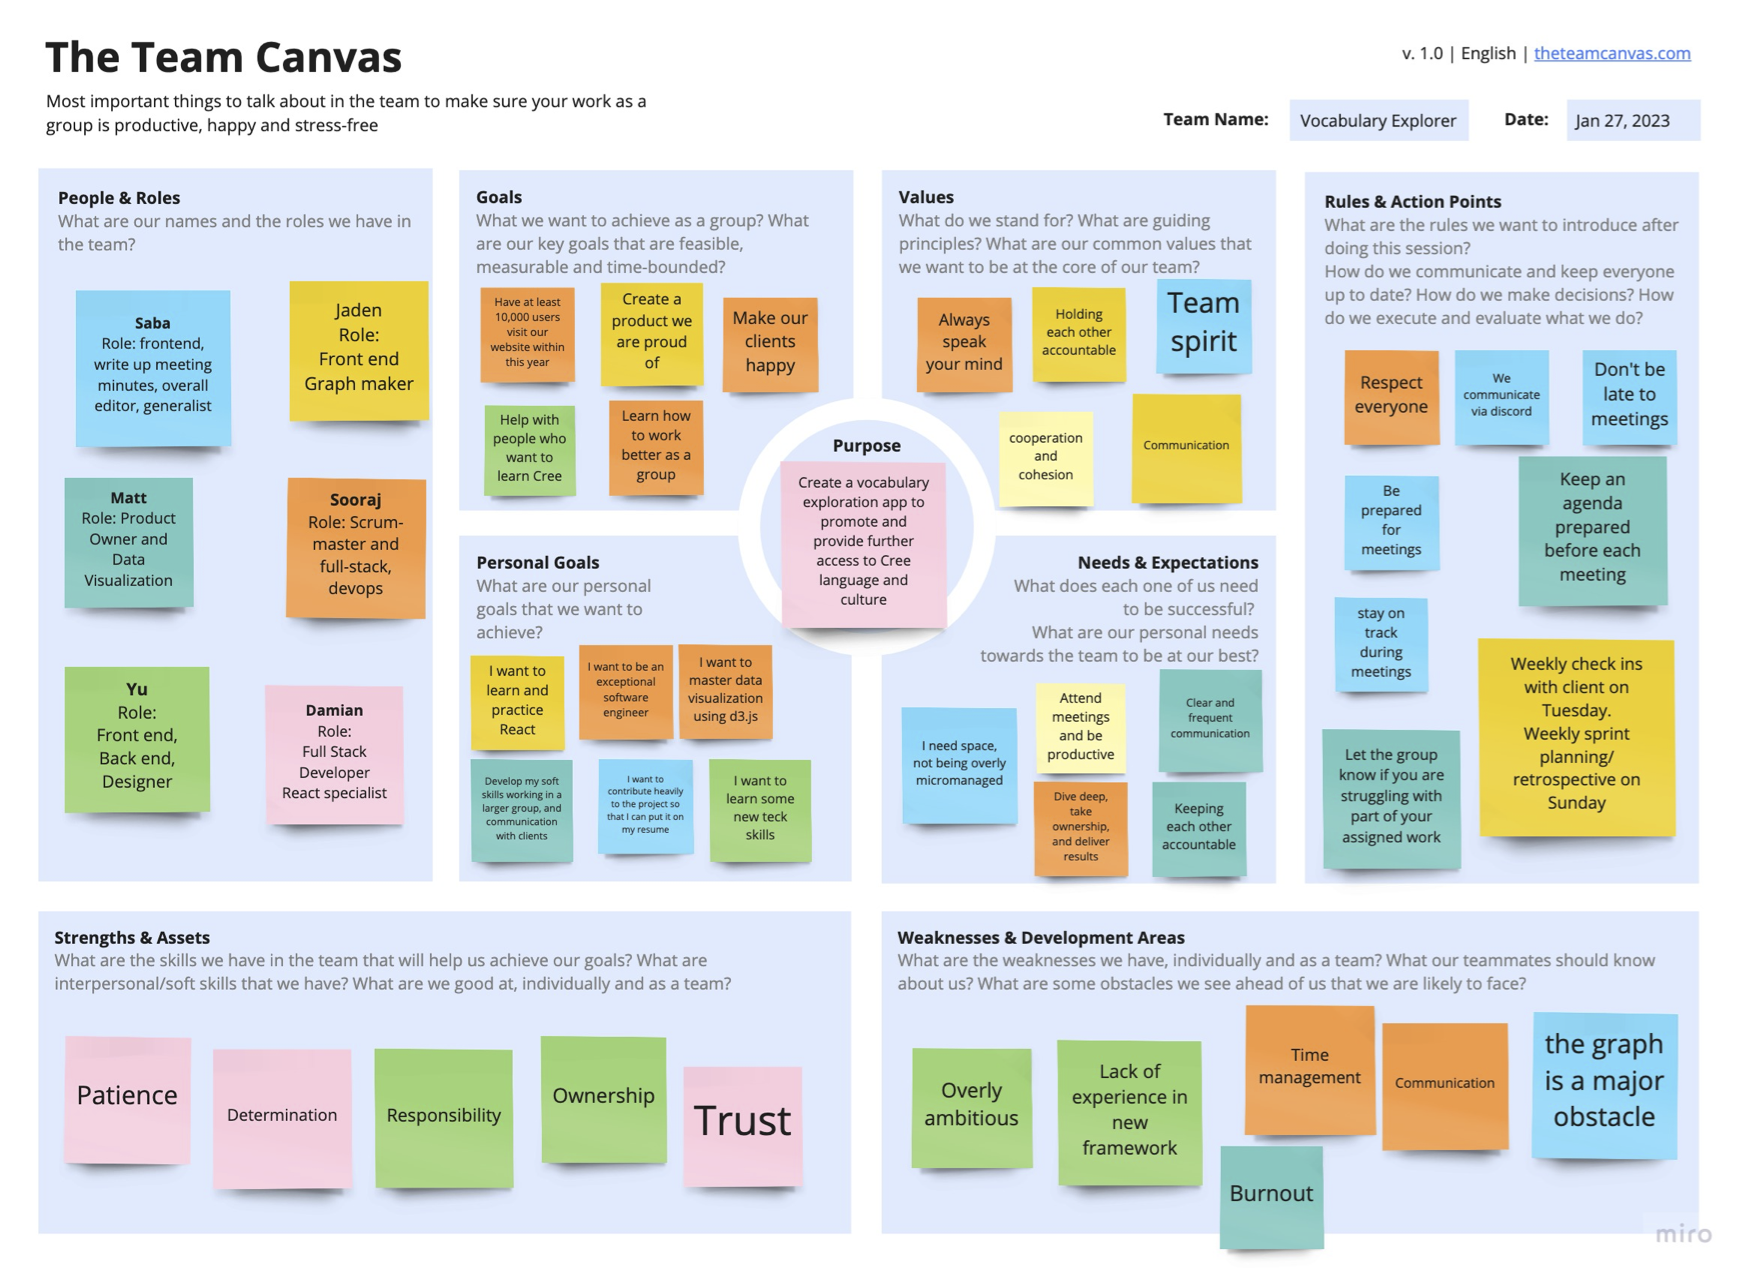 The Team Canvas
Most important things to talk about in the team to make sure your work as a
group is productive, happy and stress-free
v. 1.0 | English | theteamcanvas.com
Team Name:
Vocabulary Explorer
Date:
Jan 27, 2023
People & Roles
What are our names and the roles we have in
the team?
Saba
Role: frontend,
write up meeting
minutes, overall
editor, generalist
Jaden
Role:
Front end
Graph maker
Matt
Role: Product
Owner and
Data
Visualization
Sooraj
Role: Scrum-
master and
full-stack,
devops
Yu
Role:
Front end,
Back end,
Designer
Damian
Role:
Full Stack
Developer
React specialist
Goals
What we want to achieve as a group? What
are our key goals that are feasible,
measurable and time-bounded?
Have at least
10,000 users
visit our
website within
this year
Create a
product we
are proud
of
Make our
clients
happy
Help with
people who
want to
learn Cree
Learn how
to work
better as a
group
Purpose
Create a vocabulary
exploration app to
promote and
provide further
access to Cree
language and
culture
Values
What do we stand for? What are guiding
principles? What are our common values that
we want to be at the core of our team?
Always
speak
your mind
Holding
each other
accountable
Team
spirit
cooperation
and
cohesion
Communication
Personal Goals
What are our personal
goals that we want to
achieve?
I want to
learn and
practice
React
I want to be an
exceptional
software
engineer
I want to
master data
visualization
using d3.js
Develop my soft
skills working in a
larger group, and
communication
with clients
I want to
contribute heavily
to the project so
that I can put it on
my resume
I want to
learn some
new teck
skills
Needs & Expectations
What does each one of us need
to be successful?
What are our personal needs
towards the team to be at our best?
I need space,
not being overly
micromanaged
Attend
meetings
and be
productive
Clear and
frequent
communication
Dive deep,
take
ownership,
and deliver
results
Keeping
each other
accountable
Rules & Action Points
What are the rules we want to introduce after
doing this session?
How do we communicate and keep everyone
up to date? How do we make decisions? How
do we execute and evaluate what we do?
Respect
everyone
We
communicate
via discord
Don't be
late to
meetings
Be
prepared
for
meetings
Keep an
agenda
prepared
before each
meeting
stay on
track
during
meetings
Weekly check ins
with client on
Tuesday.
Weekly sprint
planning/
retrospective on
Sunday
Let the group
know if you are
struggling with
part of your
assigned work
Strengths & Assets
What are the skills we have in the team that will help us achieve our goals? What are
interpersonal/soft skills that we have? What are we good at, individually and as a team?
Patience
Determination
Responsibility
Ownership
Trust
Weaknesses & Development Areas
What are the weaknesses we have, individually and as a team? What our teammates should know
about us? What are some obstacles we see ahead of us that we are likely to face?
Overly
ambitious
Lack of
experience in
new
framework
Time
management
Communication
the graph
is a major
obstacle
Burnout
miro